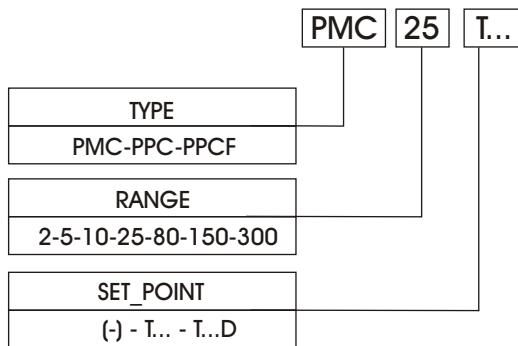 PMC 25 T...
TYPE
PMC-PPC-PPCF
RANGE
2-5-10-25-80-150-300
SET_POINT
(-) - T... - T...D